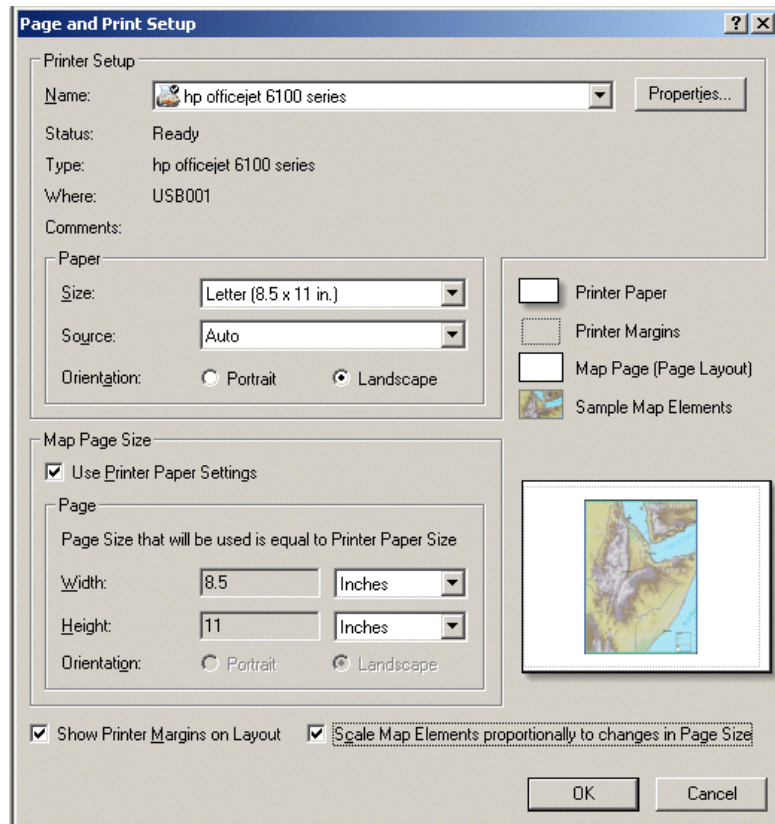 Page and Print Setup
Printer Setup
Name: hp officejet 6100 series Properties...
Status: Ready
Type: hp officejet 6100 series
Where: USB001
Comments:
Paper
Size: Letter (8.5 x 11 in.)
Source: Auto
Orientation: Portrait Landscape
Printer Paper
Printer Margins
Map Page (Page Layout)
Sample Map Elements
Map Page Size
Use Printer Paper Settings
Page
Page Size that will be used is equal to Printer Paper Size
Width: 8.5 Inches
Height: 11 Inches
Orientation: Portrait Landscape
Show Printer Margins on Layout Scale Map Elements proportionally to changes in Page Size
OK Cancel